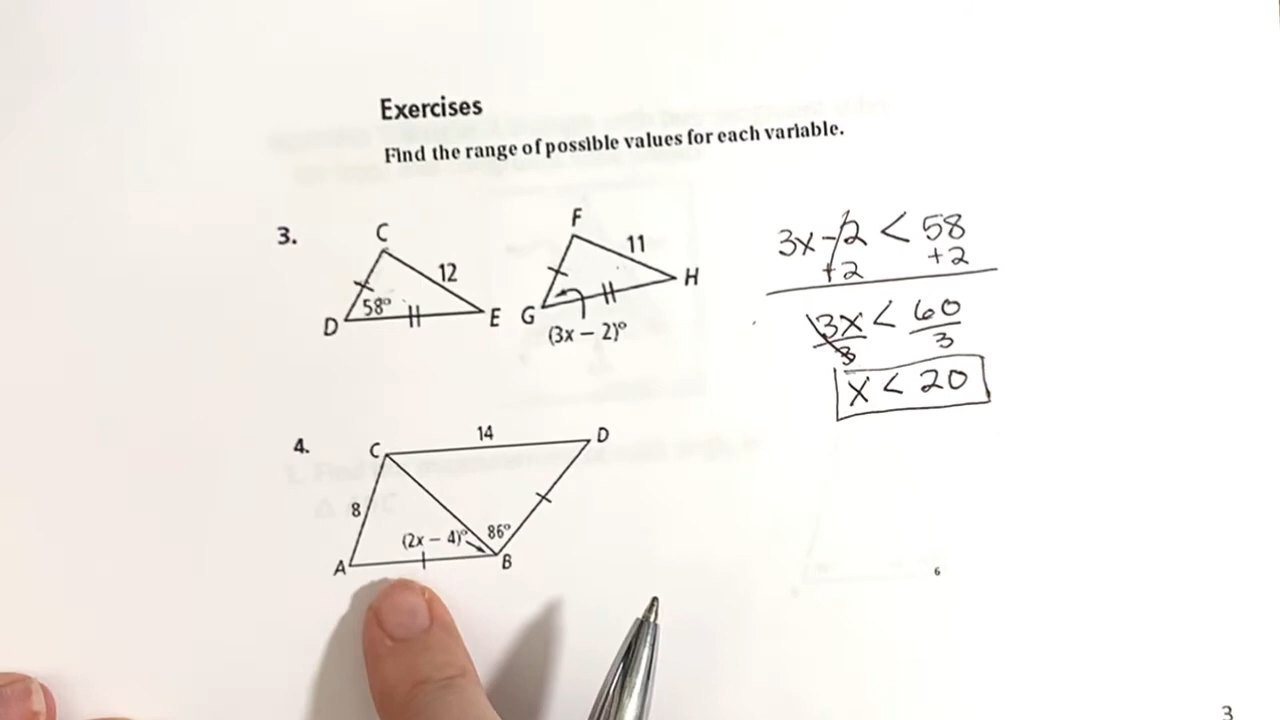 Exercises
Find the range of possible values for each variable.
3.
C
12
58°
D
E
F
11
H
G
(3x – 2)°
3x-2 < 58
+2 +2
3x < 60
3 3
x < 20
4.
C
14
D
8
(2x – 4)°
86°
A
B
6
3